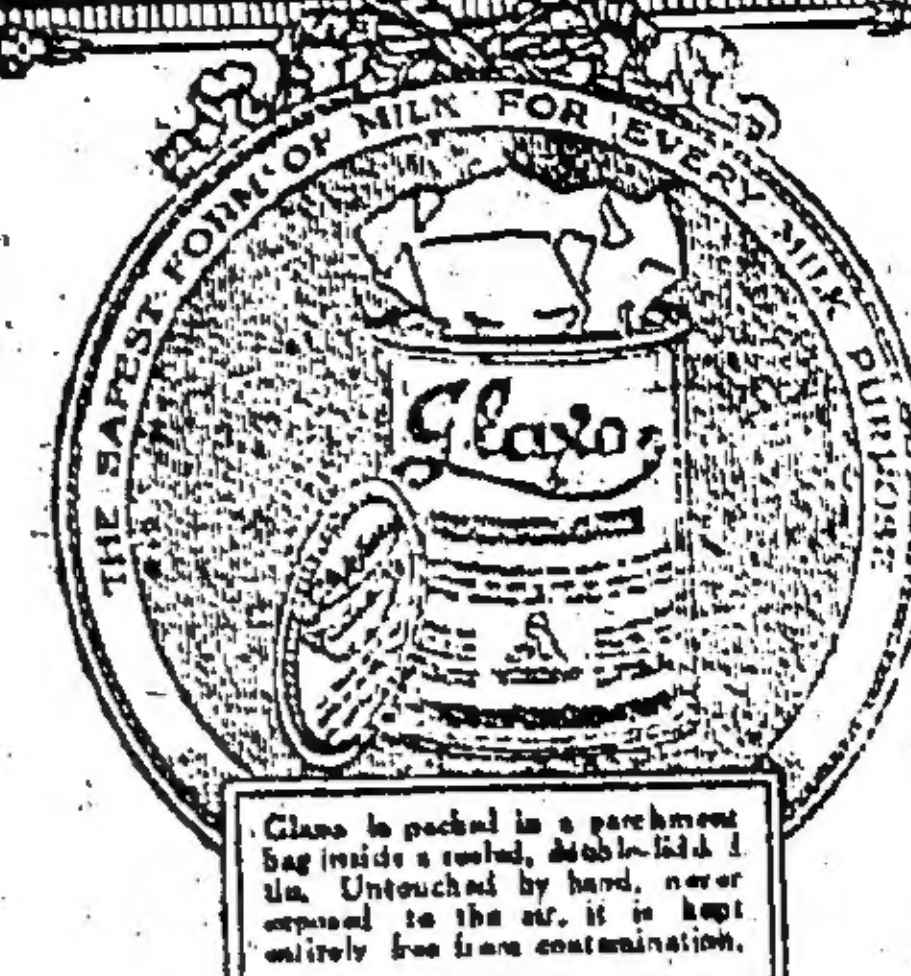 THE SAFEST FORM OF MILK FOR EVERY MILK PURPOSE
Glaxo
Glaxo is packed in a parchment
bag inside a sealed, double-lidded
tin. Untouched by hand, never
exposed to the air, it is kept
entirely free from contamination.